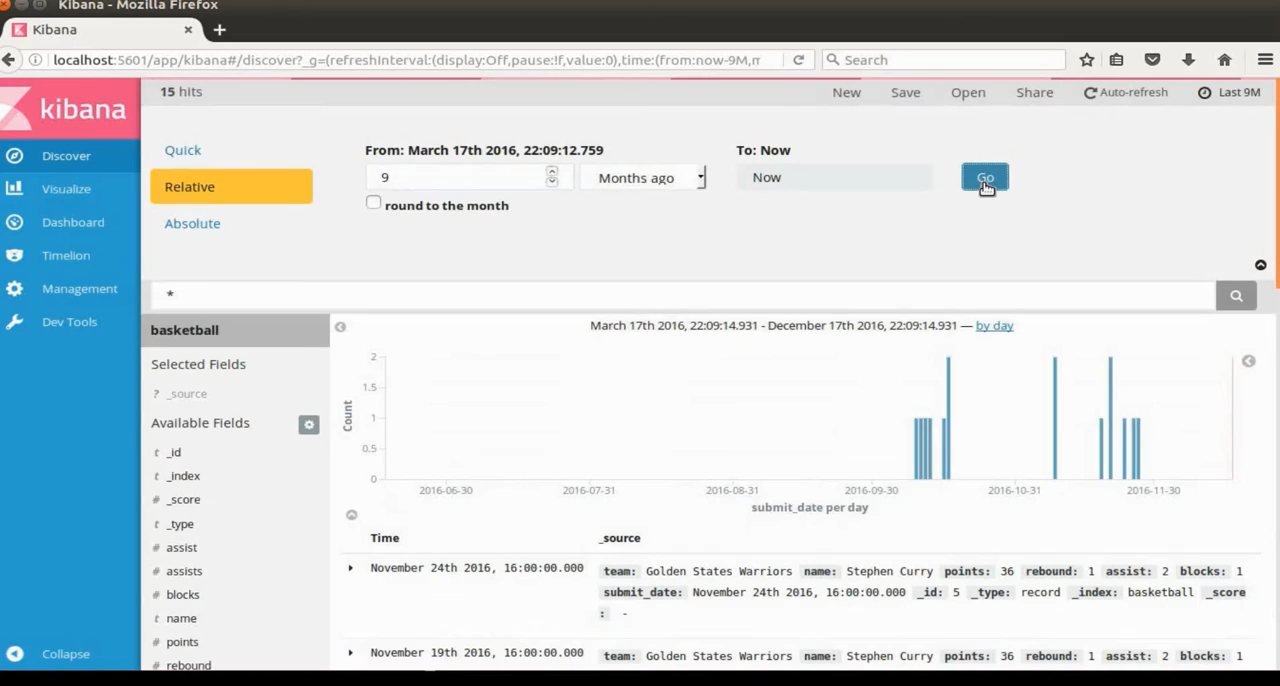 Kibana - Mozilla Firefox
Kibana
localhost:5601/app/kibana#/discover?_g=(refreshInterval:(display:Off,pause:!f,value:0),time:(from:now-9M,m
Search
kibana
15 hits
New Save Open Share Auto-refresh Last 9M
Discover
Visualize
Dashboard
Timelion
Management
Dev Tools
Collapse
Quick
Relative
Absolute
From: March 17th 2016, 22:09:12.759
To: Now
9
Months ago
Now
Go
round to the month
*
basketball
Selected Fields
? _source
Available Fields
t _id
t _index
# _score
t _type
# assist
# assists
# blocks
t name
# points
# rebound
March 17th 2016, 22:09:14.931 - December 17th 2016, 22:09:14.931 — by day
Count
2
1.5
1
0.5
0
2016-06-30 2016-07-31 2016-08-31 2016-09-30 2016-10-31 2016-11-30
submit_date per day
Time _source
November 24th 2016, 16:00:00.000 team: Golden States Warriors name: Stephen Curry points: 36 rebound: 1 assist: 2 blocks: 1
submit_date: November 24th 2016, 16:00:00.000 _id: 5 _type: record _index: basketball _score
: -
November 19th 2016, 16:00:00.000 team: Golden States Warriors name: Stephen Curry points: 36 rebound: 1 assist: 2 blocks: 1